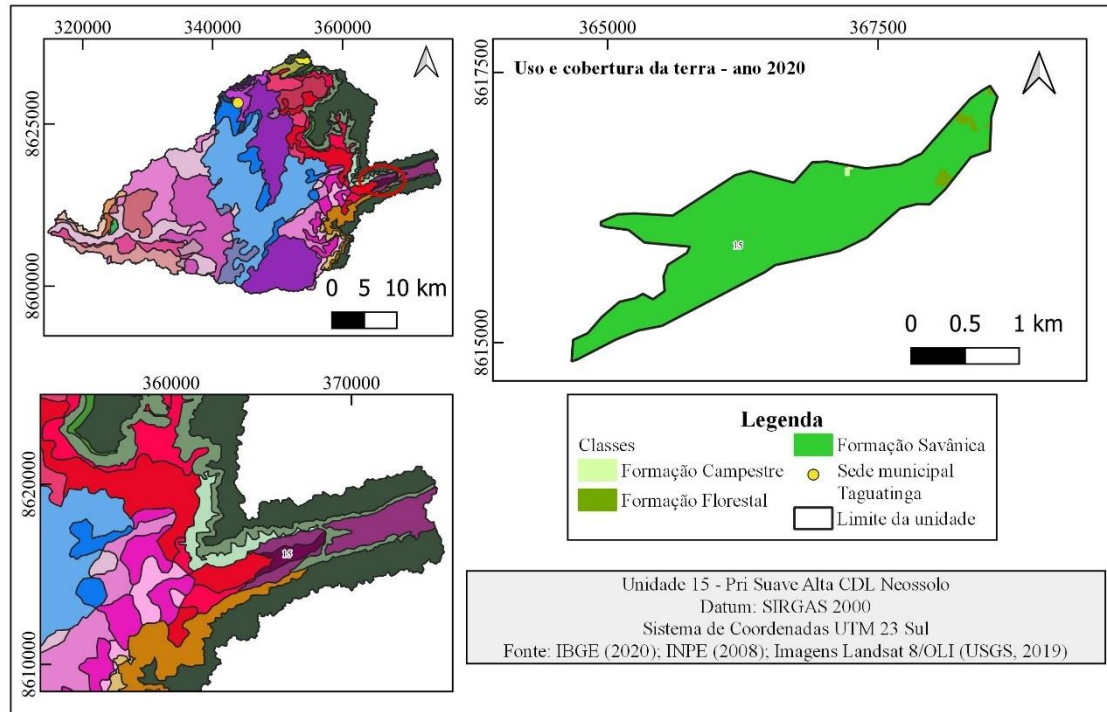 320000 340000 360000
8625000
8600000
0 5 10 km
365000 367500
8617500
8615000
Uso e cobertura da terra - ano 2020
15
0 0.5 1 km
360000 370000
8620000
8610000
15
Legenda
Classes
Formação Campestre
Formação Florestal
Formação Savânica
Sede municipal
Taguatinga
Limite da unidade
Unidade 15 - Pri Suave Alta CDL Neossolo
Datum: SIRGAS 2000
Sistema de Coordenadas UTM 23 Sul
Fonte: IBGE (2020); INPE (2008); Imagens Landsat 8/OLI (USGS, 2019)